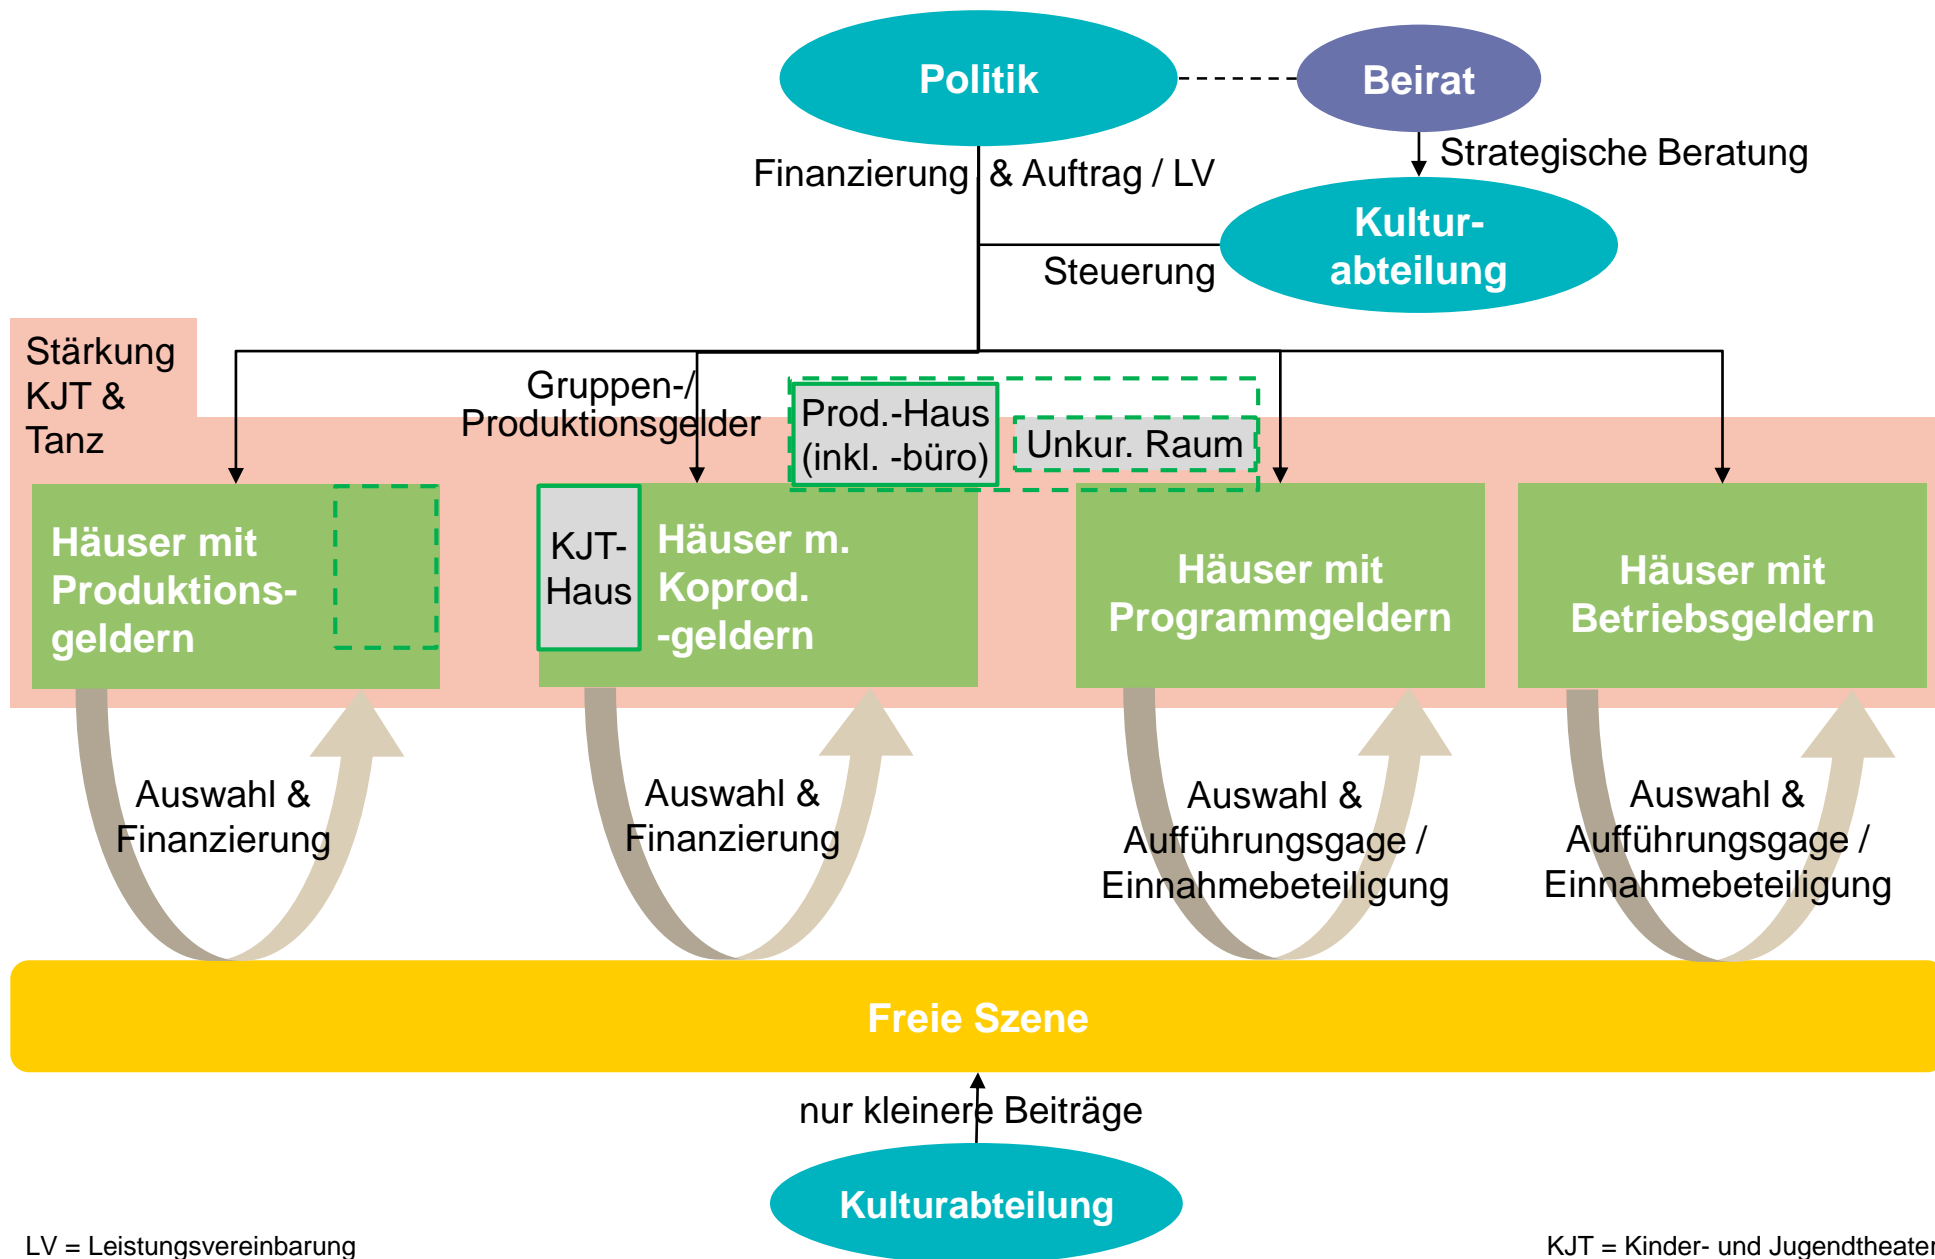 Politik
Beirat
Finanzierung & Auftrag / LV
Strategische Beratung
Kultur-
abteilung
Steuerung
Stärkung
KJT &
Tanz
Gruppen-/
Produktionsgelder
Prod.-Haus
(inkl. -büro)
Unkur. Raum
Häuser mit
Produktions-
geldern
KJT-
Haus
Häuser m.
Koprod.
-geldern
Häuser mit
Programmgeldern
Häuser mit
Betriebsgeldern
Auswahl &
Finanzierung
Auswahl &
Finanzierung
Auswahl &
Aufführungsgage /
Einnahmebeteiligung
Auswahl &
Aufführungsgage /
Einnahmebeteiligung
Freie Szene
nur kleinere Beiträge
Kulturabteilung
LV = Leistungsvereinbarung
KJT = Kinder- und Jugendtheater